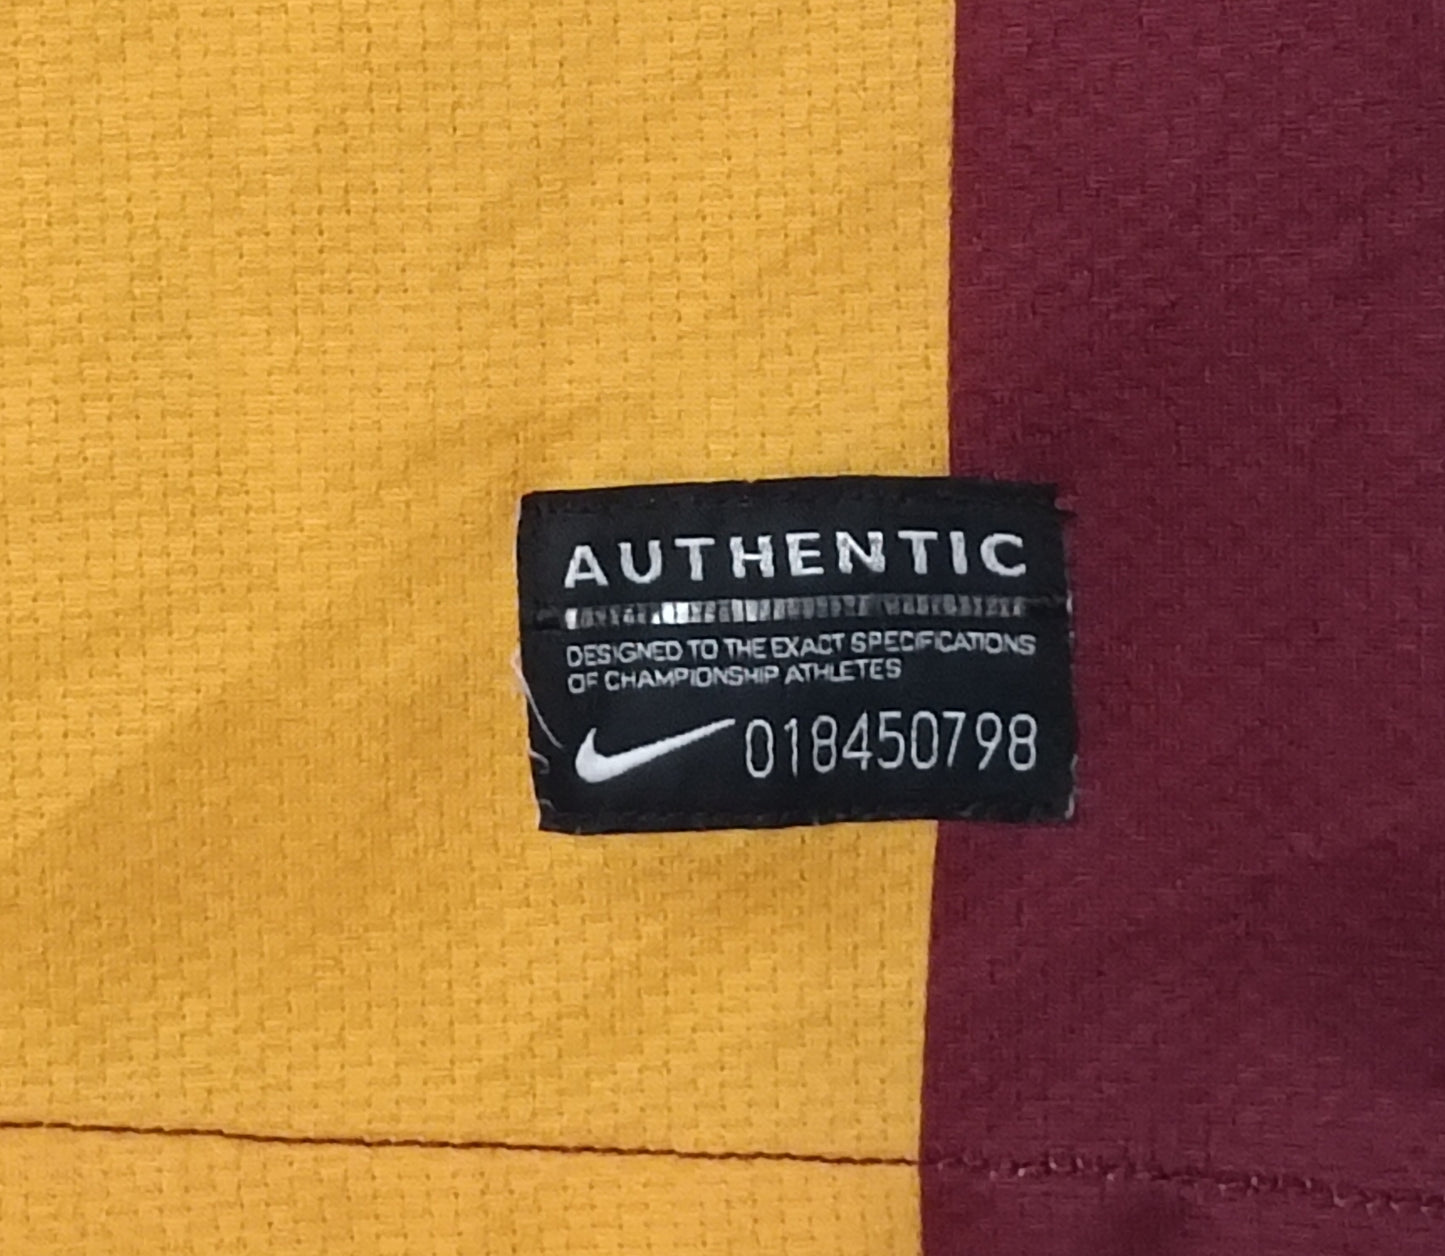 AUTHENTIC
DESIGNED TO THE EXACT SPECIFICATIONS
OF CHAMPIONSHIP ATHLETES
018450798